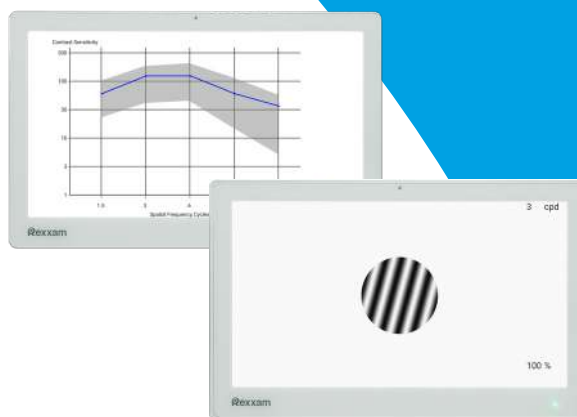 Contrast Sensitivity
300
100
30
10
3
1
1.5
3
6
Spatial Frequency Cycles
Rexxam
3 cpd
100 %
Rexxam